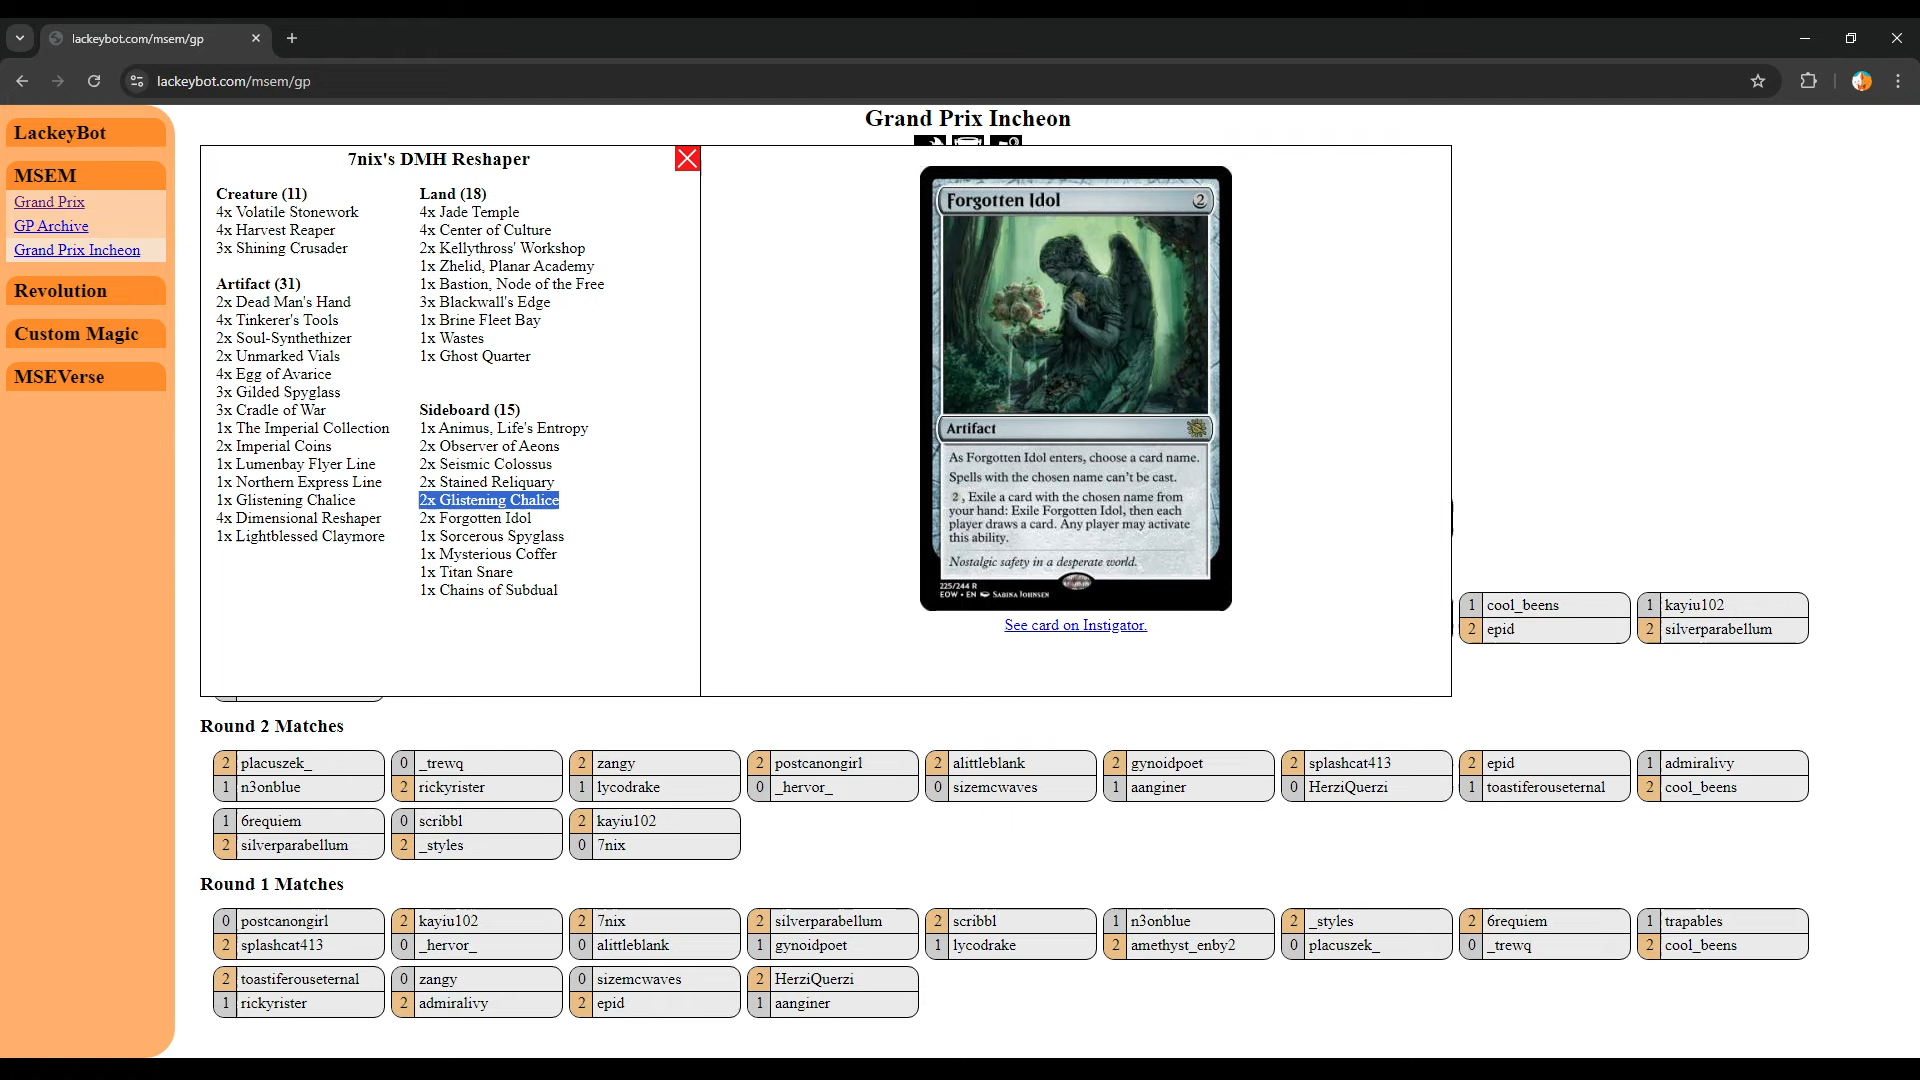 lackeybot.com/msem/gp
lackeybot.com/msem/gp
LackeyBot
MSEM
Grand Prix
GP Archive
Grand Prix Incheon
Revolution
Custom Magic
MSEVerse
Grand Prix Incheon
7nix's DMH Reshaper
Creature (11)
4x Volatile Stonework
4x Harvest Reaper
3x Shining Crusader
Artifact (31)
2x Dead Man's Hand
4x Tinkerer's Tools
2x Soul-Synthethizer
2x Unmarked Vials
4x Egg of Avarice
3x Gilded Spyglass
3x Cradle of War
1x The Imperial Collection
2x Imperial Coins
1x Lumenbay Flyer Line
1x Northern Express Line
1x Glistening Chalice
4x Dimensional Reshaper
1x Lightblessed Claymore
Land (18)
4x Jade Temple
4x Center of Culture
2x Kellythross' Workshop
1x Zhelid, Planar Academy
1x Bastion, Node of the Free
3x Blackwall's Edge
1x Brine Fleet Bay
1x Wastes
1x Ghost Quarter
Sideboard (15)
1x Animus, Life's Entropy
2x Observer of Aeons
2x Seismic Colossus
2x Stained Reliquary
2x Glistening Chalice
2x Forgotten Idol
1x Sorcerous Spyglass
1x Mysterious Coffer
1x Titan Snare
1x Chains of Subdual
Forgotten Idol 2
Artifact
As Forgotten Idol enters, choose a card name.
Spells with the chosen name can't be cast.
2, Exile a card with the chosen name from
your hand: Exile Forgotten Idol, then each
player draws a card. Any player may activate
this ability.
Nostalgic safety in a desperate world.
225/244 R
EOW • EN Sabina Johnsen
See card on Instigator.
1 cool_beens
2 epid
1 kayiu102
2 silverparabellum
Round 2 Matches
2 placuszek_
1 n3onblue
0 _trewq
2 rickyrister
2 zangy
1 lycodrake
2 postcanongirl
0 _hervor_
2 alittleblank
0 sizemcwaves
2 gynoidpoet
1 aanginer
2 splashcat413
0 HerziQuerzi
2 epid
1 toastiferouseternal
1 admiralivy
2 cool_beens
1 6requiem
2 silverparabellum
0 scribbl
2 _styles
2 kayiu102
0 7nix
Round 1 Matches
0 postcanongirl
2 splashcat413
2 kayiu102
0 _hervor_
2 7nix
0 alittleblank
2 silverparabellum
1 gynoidpoet
2 scribbl
1 lycodrake
1 n3onblue
2 amethyst_enby2
2 _styles
0 placuszek_
2 6requiem
0 _trewq
1 trapables
2 cool_beens
2 toastiferouseternal
1 rickyrister
0 zangy
2 admiralivy
0 sizemcwaves
2 epid
2 HerziQuerzi
1 aanginer